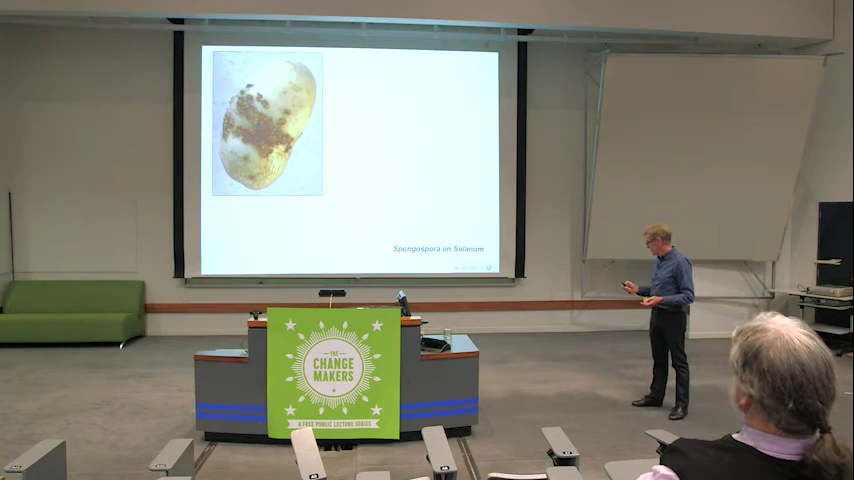 Spongospora on Solanum
THE
CHANGE
MAKERS
A FREE PUBLIC LECTURE SERIES